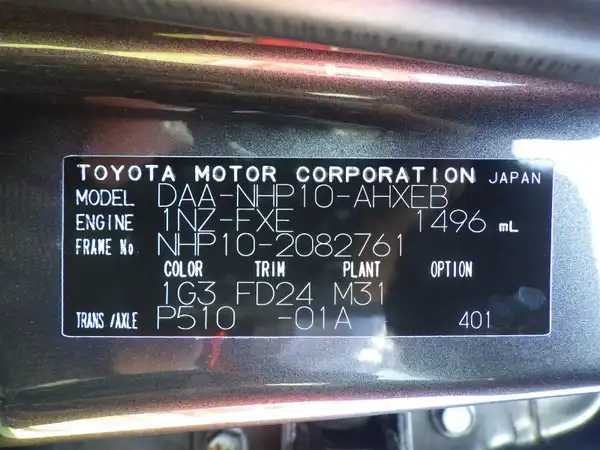 TOYOTA MOTOR CORPORATION JAPAN
MODEL DAA-NHP10-AHXEB
ENGINE 1NZ-FXE 1496 mL
FRAME No NHP10-2082761
COLOR TRIM PLANT OPTION
1G3 FD24 M31
TRANS/AXLE P510 -01A 401